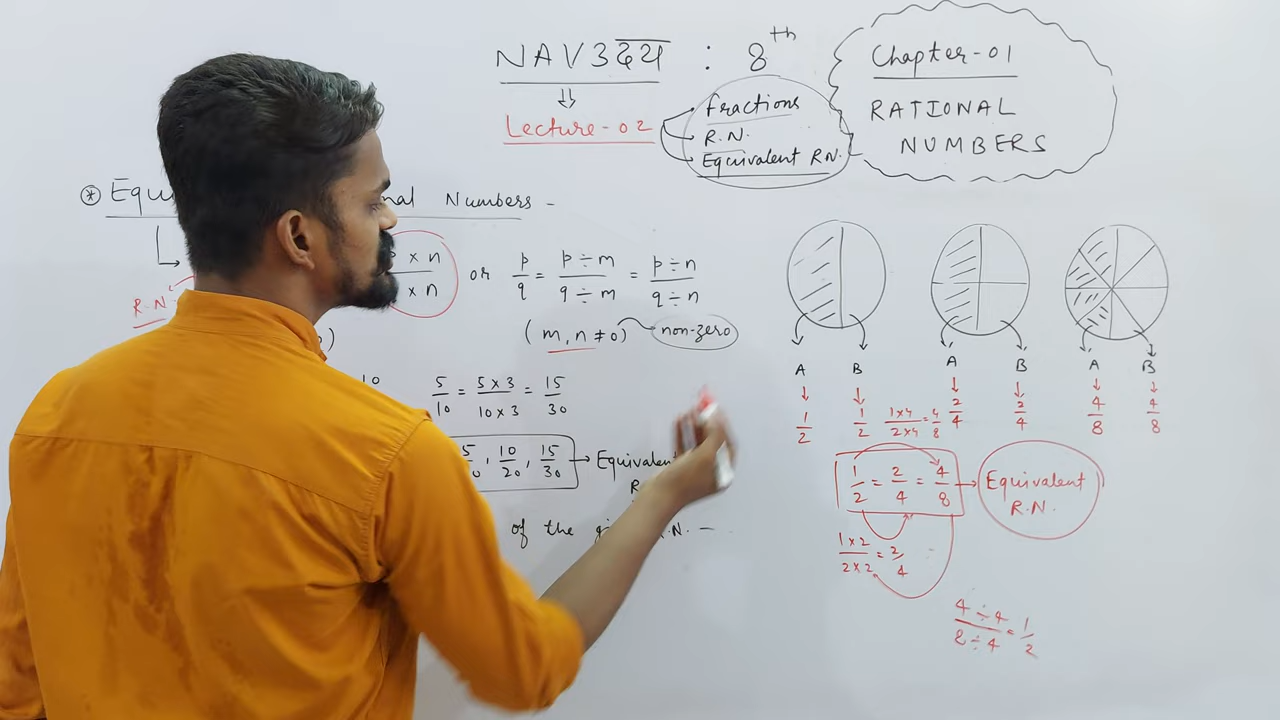 NAV3दय : 8th
⇓
Lecture-02
fractions
R.N.
Equivalent R.N.
Chapter-01
RATIONAL
NUMBERS
Numbers -
R.N.
× n / × n or p/q = p ÷ m / q ÷ m = p ÷ n / q ÷ n
(m, n ≠ 0) non-zero
5/10 = 5 × 3 / 10 × 3 = 15/30
10/20, 15/30 → Equivalent
of the R.N. -
A B A B A B
1/2 1/2 2/4 2/4 4/8 4/8
1×4 / 2×4 = 4/8
1/2 = 2/4 = 4/8 → Equivalent
R.N.
1×2 / 2×2 = 2/4
4 ÷ 4 / 8 ÷ 4 = 1/2